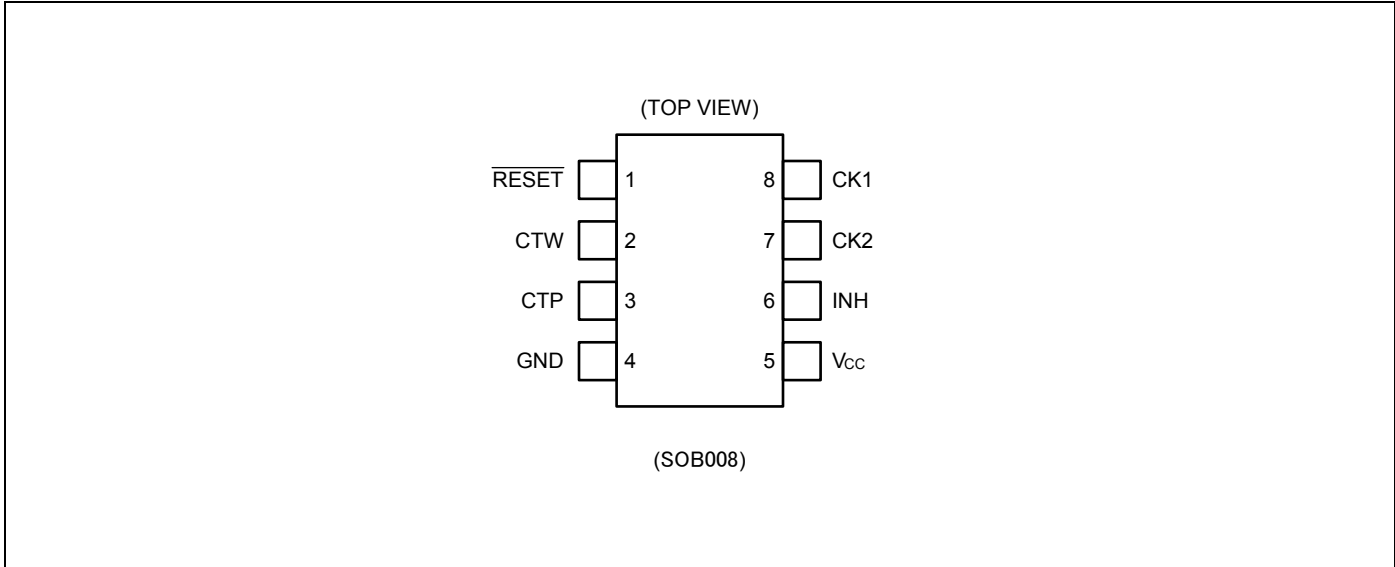 (TOP VIEW)
RESET 1 8 CK1
CTW 2 7 CK2
CTP 3 6 INH
GND 4 5 VCC
(SOB008)